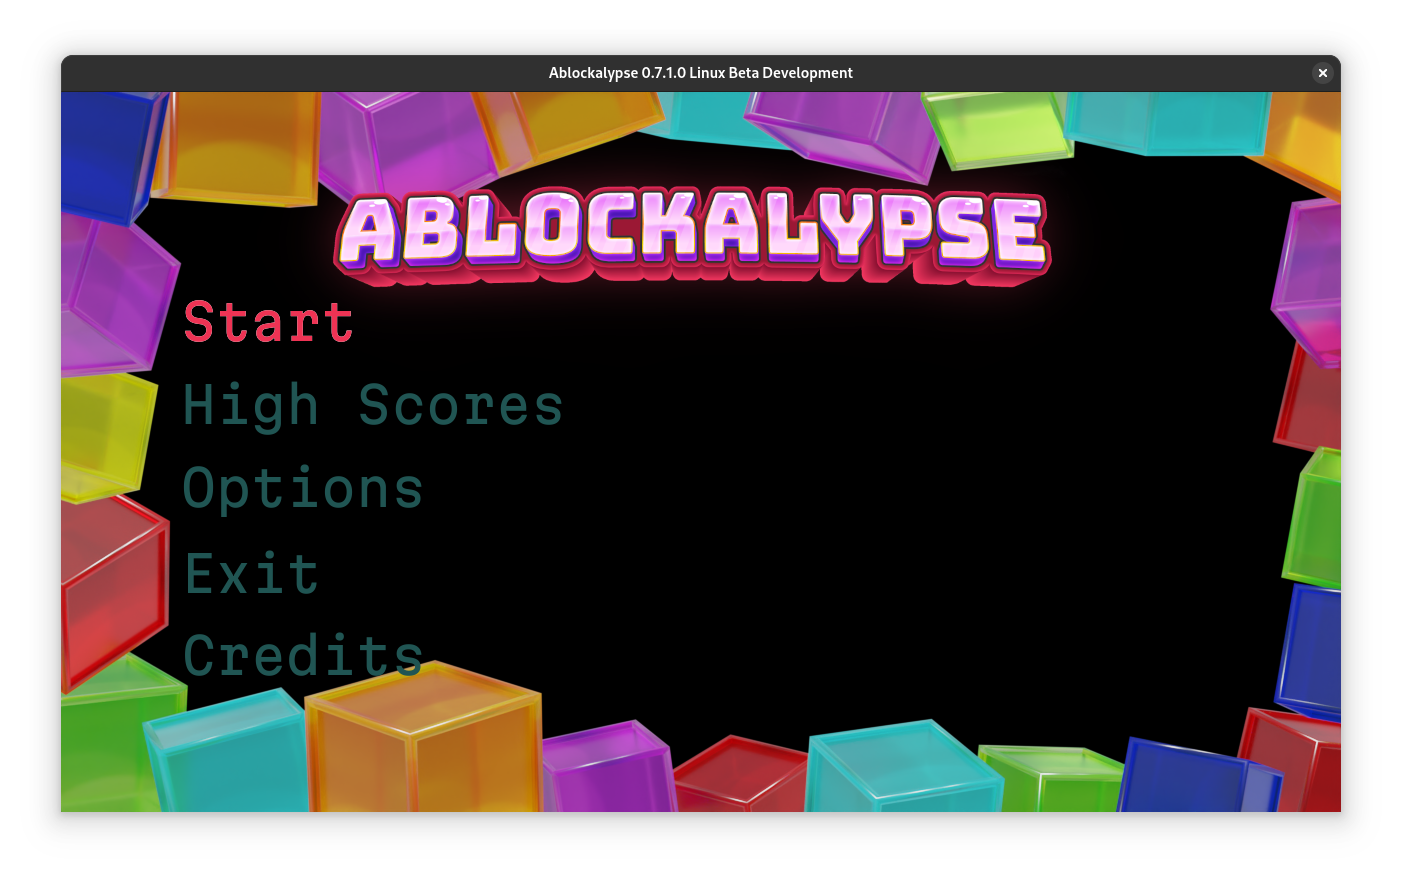 Ablockalypse 0.7.1.0 Linux Beta Development
ABLOCKALYPSE
Start
High Scores
Options
Exit
Credits